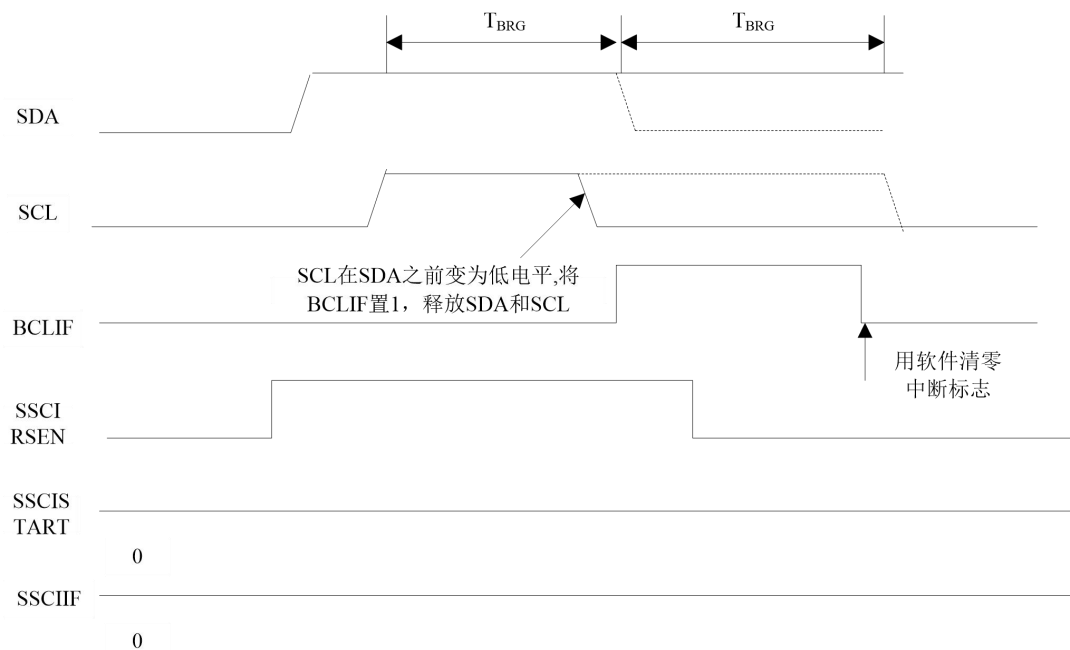 TBRG
TBRG
SDA
SCL
SCL在SDA之前变为低电平,将
BCLIF置1，释放SDA和SCL
BCLIF
用软件清零
中断标志
SSCI
RSEN
SSCIS
TART
0
SSCIIF
0